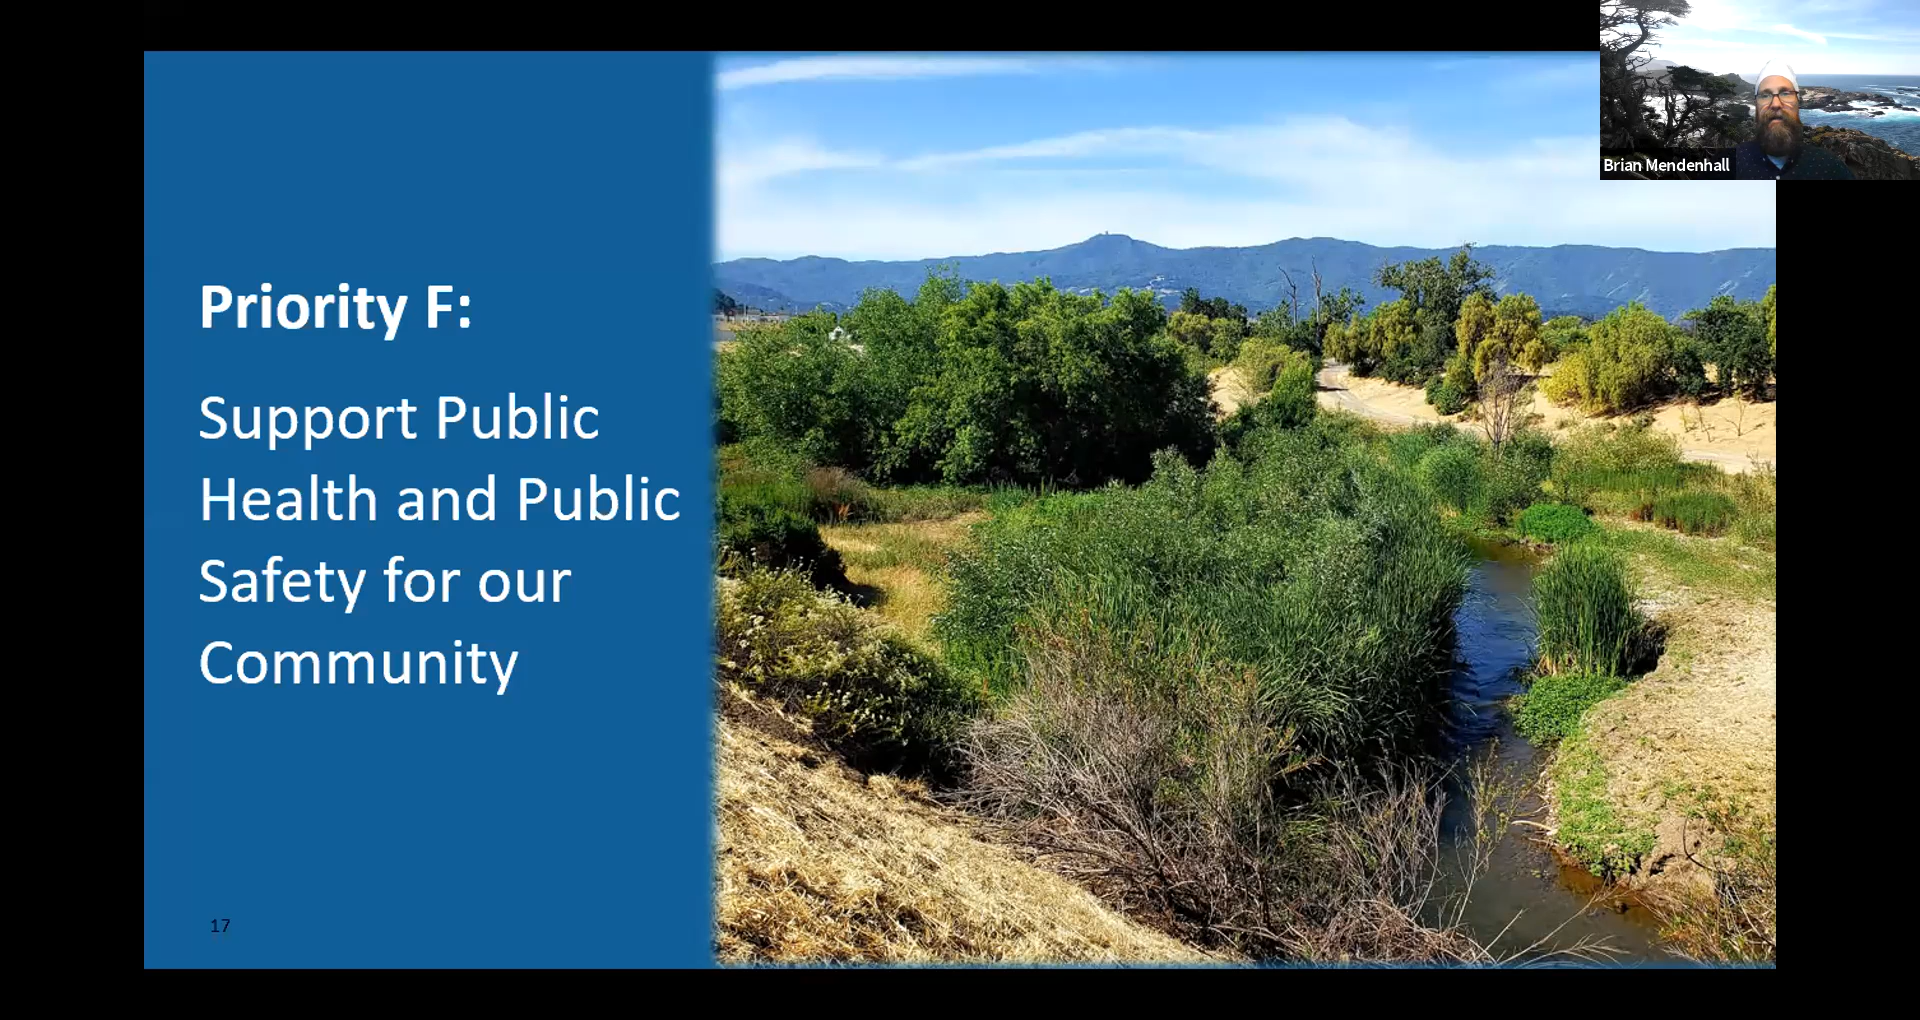 Brian Mendenhall
Priority F:
Support Public
Health and Public
Safety for our
Community
17